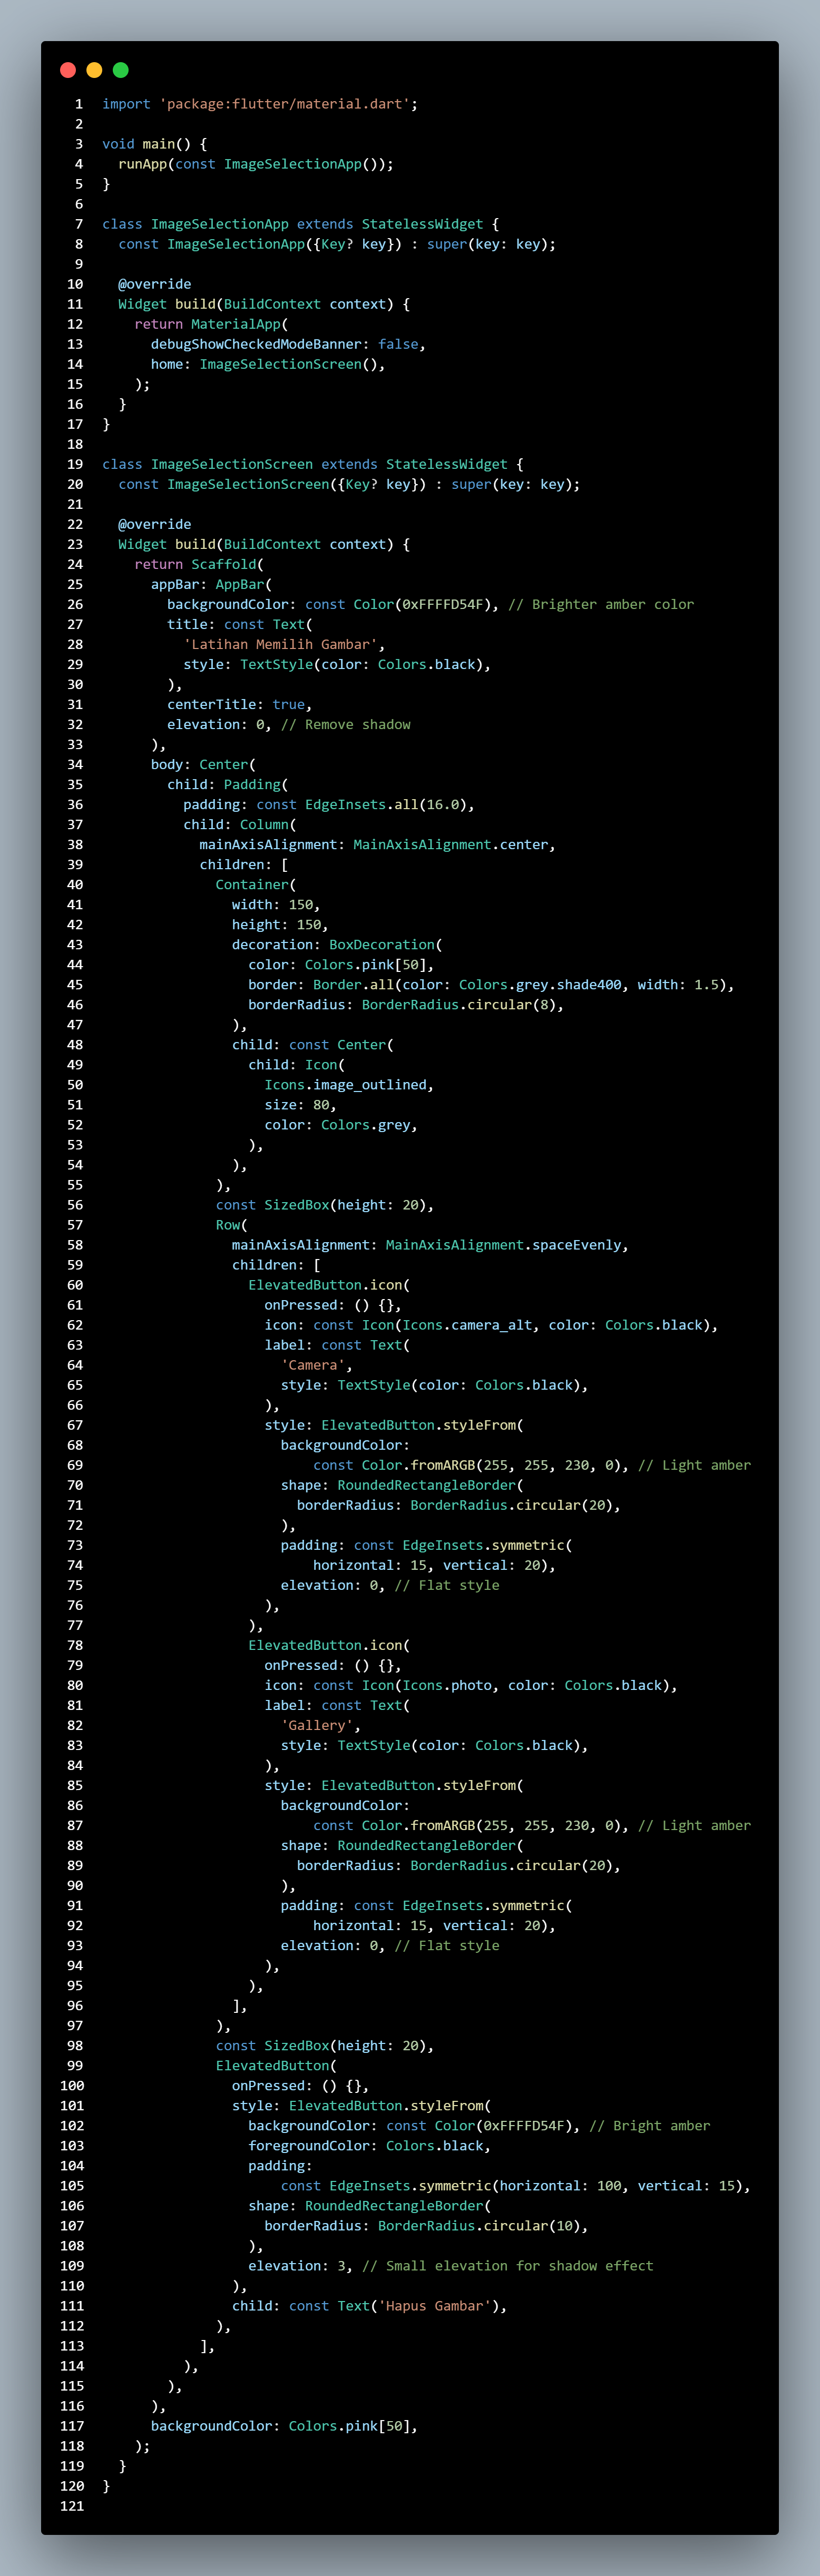 1 import 'package:flutter/material.dart';
2
3 void main() {
4   runApp(const ImageSelectionApp());
5 }
6
7 class ImageSelectionApp extends StatelessWidget {
8   const ImageSelectionApp({Key? key}) : super(key: key);
9
10   @override
11   Widget build(BuildContext context) {
12     return MaterialApp(
13       debugShowCheckedModeBanner: false,
14       home: ImageSelectionScreen(),
15     );
16   }
17 }
18
19 class ImageSelectionScreen extends StatelessWidget {
20   const ImageSelectionScreen({Key? key}) : super(key: key);
21
22   @override
23   Widget build(BuildContext context) {
24     return Scaffold(
25       appBar: AppBar(
26         backgroundColor: const Color(0xFFFFD54F), // Brighter amber color
27         title: const Text(
28           'Latihan Memilih Gambar',
29           style: TextStyle(color: Colors.black),
30         ),
31         centerTitle: true,
32         elevation: 0, // Remove shadow
33       ),
34       body: Center(
35         child: Padding(
36           padding: const EdgeInsets.all(16.0),
37           child: Column(
38             mainAxisAlignment: MainAxisAlignment.center,
39             children: [
40               Container(
41                 width: 150,
42                 height: 150,
43                 decoration: BoxDecoration(
44                   color: Colors.pink[50],
45                   border: Border.all(color: Colors.grey.shade400, width: 1.5),
46                   borderRadius: BorderRadius.circular(8),
47                 ),
48                 child: const Center(
49                   child: Icon(
50                     Icons.image_outlined,
51                     size: 80,
52                     color: Colors.grey,
53                   ),
54                 ),
55               ),
56               const SizedBox(height: 20),
57               Row(
58                 mainAxisAlignment: MainAxisAlignment.spaceEvenly,
59                 children: [
60                   ElevatedButton.icon(
61                     onPressed: () {},
62                     icon: const Icon(Icons.camera_alt, color: Colors.black),
63                     label: const Text(
64                       'Camera',
65                       style: TextStyle(color: Colors.black),
66                     ),
67                     style: ElevatedButton.styleFrom(
68                       backgroundColor:
69                           const Color.fromARGB(255, 255, 230, 0), // Light amber
70                       shape: RoundedRectangleBorder(
71                         borderRadius: BorderRadius.circular(20),
72                       ),
73                       padding: const EdgeInsets.symmetric(
74                           horizontal: 15, vertical: 20),
75                       elevation: 0, // Flat style
76                     ),
77                   ),
78                   ElevatedButton.icon(
79                     onPressed: () {},
80                     icon: const Icon(Icons.photo, color: Colors.black),
81                     label: const Text(
82                       'Gallery',
83                       style: TextStyle(color: Colors.black),
84                     ),
85                     style: ElevatedButton.styleFrom(
86                       backgroundColor:
87                           const Color.fromARGB(255, 255, 230, 0), // Light amber
88                       shape: RoundedRectangleBorder(
89                         borderRadius: BorderRadius.circular(20),
90                       ),
91                       padding: const EdgeInsets.symmetric(
92                           horizontal: 15, vertical: 20),
93                       elevation: 0, // Flat style
94                     ),
95                   ),
96                 ],
97               ),
98               const SizedBox(height: 20),
99               ElevatedButton(
100                 onPressed: () {},
101                 style: ElevatedButton.styleFrom(
102                   backgroundColor: const Color(0xFFFFD54F), // Bright amber
103                   foregroundColor: Colors.black,
104                   padding:
105                       const EdgeInsets.symmetric(horizontal: 100, vertical: 15),
106                   shape: RoundedRectangleBorder(
107                     borderRadius: BorderRadius.circular(10),
108                   ),
109                   elevation: 3, // Small elevation for shadow effect
110                 ),
111                 child: const Text('Hapus Gambar'),
112               ),
113             ],
114           ),
115         ),
116       ),
117       backgroundColor: Colors.pink[50],
118     );
119   }
120 }
121